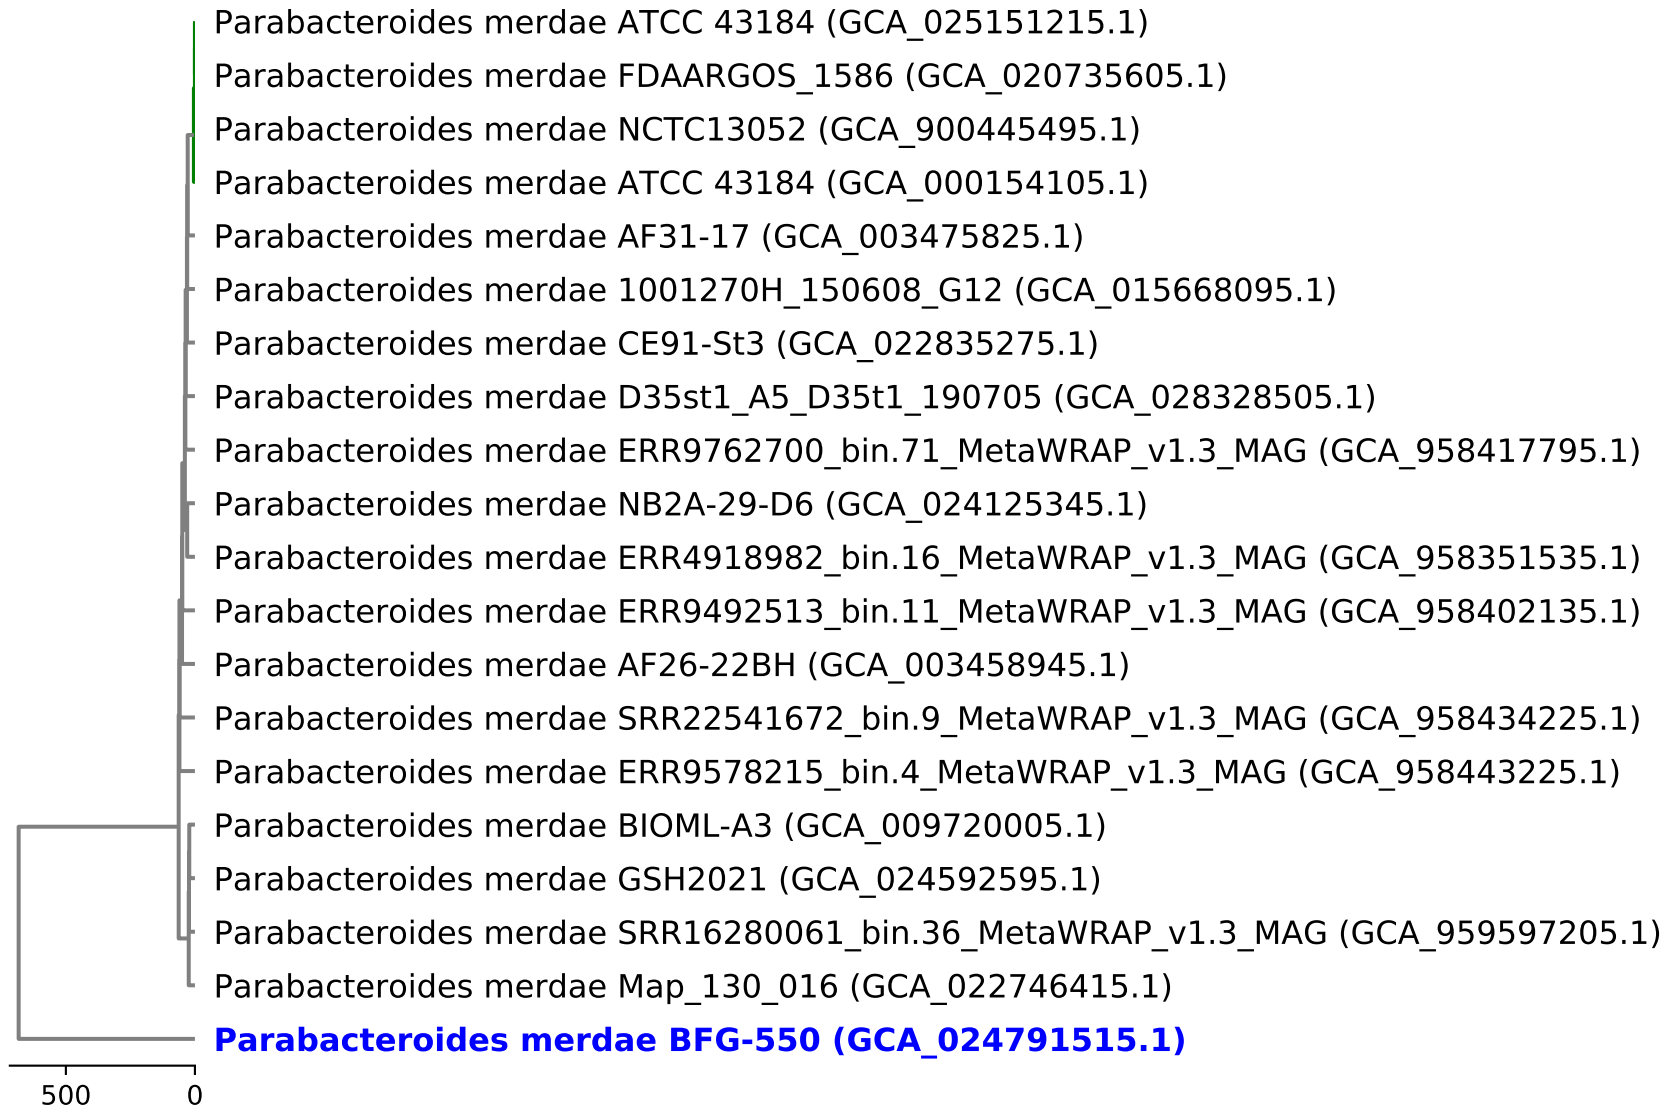 Parabacteroides merdae ATCC 43184 (GCA_025151215.1)
Parabacteroides merdae FDAARGOS_1586 (GCA_020735605.1)
Parabacteroides merdae NCTC13052 (GCA_900445495.1)
Parabacteroides merdae ATCC 43184 (GCA_000154105.1)
Parabacteroides merdae AF31-17 (GCA_003475825.1)
Parabacteroides merdae 1001270H_150608_G12 (GCA_015668095.1)
Parabacteroides merdae CE91-St3 (GCA_022835275.1)
Parabacteroides merdae D35st1_A5_D35t1_190705 (GCA_028328505.1)
Parabacteroides merdae ERR9762700_bin.71_MetaWRAP_v1.3_MAG (GCA_958417795.1)
Parabacteroides merdae NB2A-29-D6 (GCA_024125345.1)
Parabacteroides merdae ERR4918982_bin.16_MetaWRAP_v1.3_MAG (GCA_958351535.1)
Parabacteroides merdae ERR9492513_bin.11_MetaWRAP_v1.3_MAG (GCA_958402135.1)
Parabacteroides merdae AF26-22BH (GCA_003458945.1)
Parabacteroides merdae SRR22541672_bin.9_MetaWRAP_v1.3_MAG (GCA_958434225.1)
Parabacteroides merdae ERR9578215_bin.4_MetaWRAP_v1.3_MAG (GCA_958443225.1)
Parabacteroides merdae BIOML-A3 (GCA_009720005.1)
Parabacteroides merdae GSH2021 (GCA_024592595.1)
Parabacteroides merdae SRR16280061_bin.36_MetaWRAP_v1.3_MAG (GCA_959597205.1)
Parabacteroides merdae Map_130_016 (GCA_022746415.1)
Parabacteroides merdae BFG-550 (GCA_024791515.1)
500 0